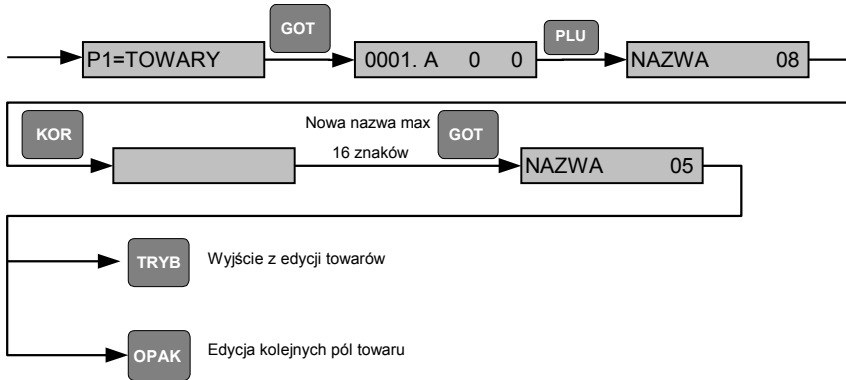 GOT
P1=TOWARY
0001. A 0 0
PLU
NAZWA 08
KOR
Nowa nazwa max
16 znaków
GOT
NAZWA 05
TRYB
Wyjście z edycji towarów
OPAK
Edycja kolejnych pól towaru